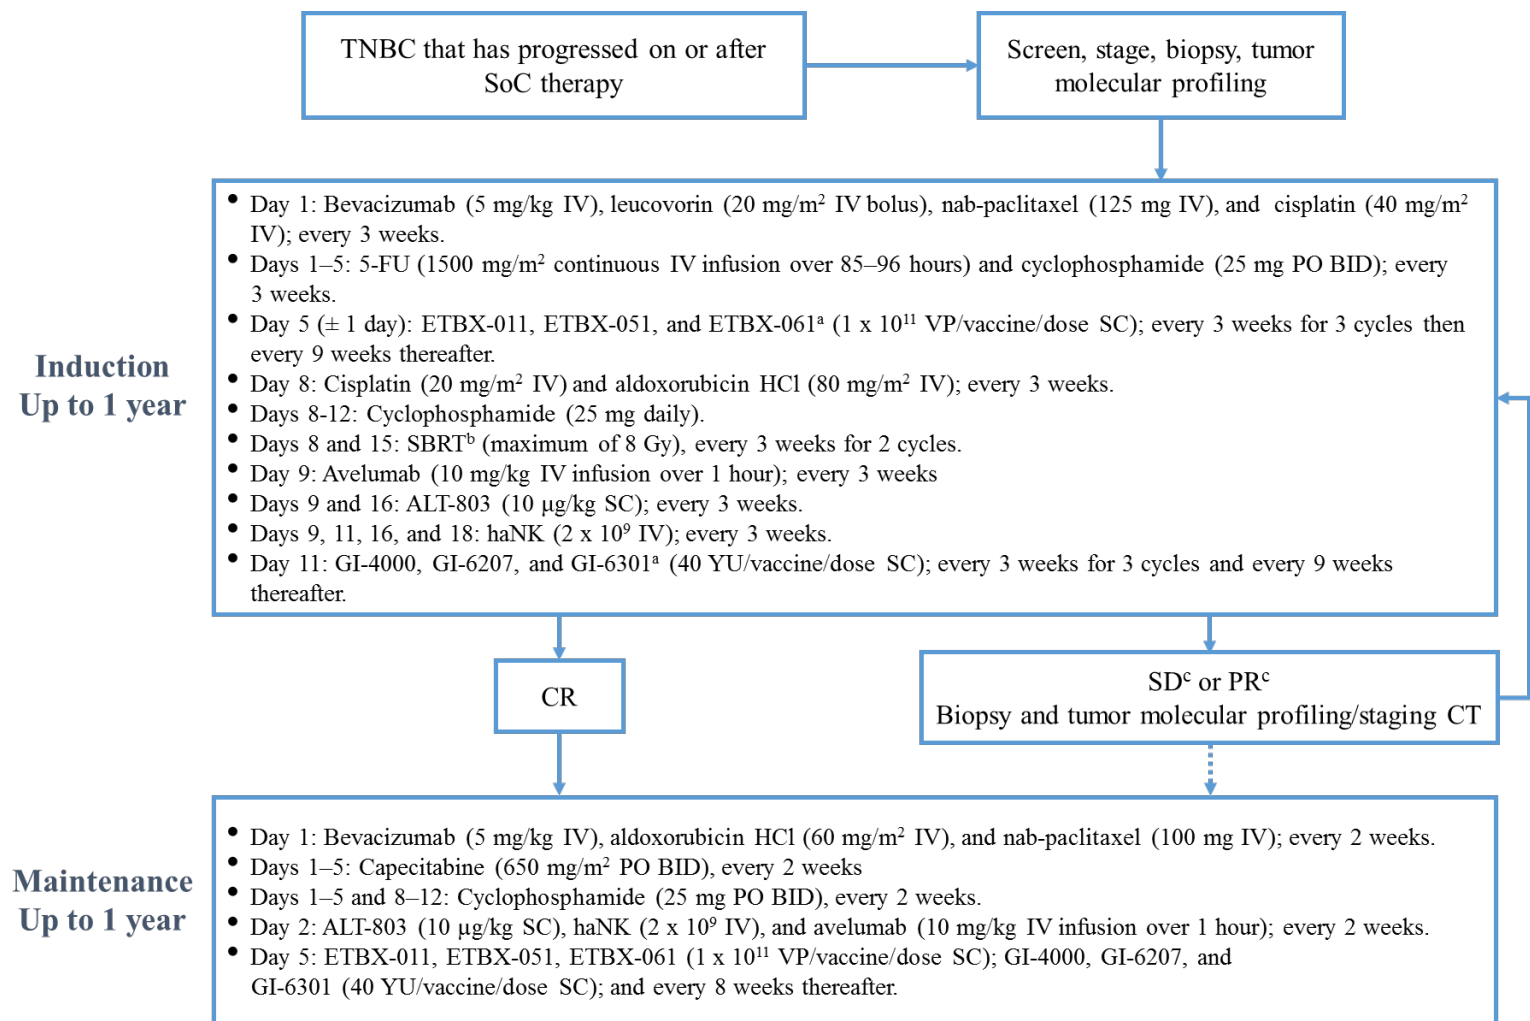 TNBC that has progressed on or after
SoC therapy
Screen, stage, biopsy, tumor
molecular profiling
Induction
Up to 1 year
• Day 1: Bevacizumab (5 mg/kg IV), leucovorin (20 mg/m² IV bolus), nab-paclitaxel (125 mg IV), and cisplatin (40 mg/m²
IV); every 3 weeks.
• Days 1–5: 5-FU (1500 mg/m² continuous IV infusion over 85–96 hours) and cyclophosphamide (25 mg PO BID); every
3 weeks.
• Day 5 (± 1 day): ETBX-011, ETBX-051, and ETBX-061ᵃ (1 x 10¹¹ VP/vaccine/dose SC); every 3 weeks for 3 cycles then
every 9 weeks thereafter.
• Day 8: Cisplatin (20 mg/m² IV) and aldoxorubicin HCl (80 mg/m² IV); every 3 weeks.
• Days 8-12: Cyclophosphamide (25 mg daily).
• Days 8 and 15: SBRTᵇ (maximum of 8 Gy), every 3 weeks for 2 cycles.
• Day 9: Avelumab (10 mg/kg IV infusion over 1 hour); every 3 weeks
• Days 9 and 16: ALT-803 (10 µg/kg SC); every 3 weeks.
• Days 9, 11, 16, and 18: haNK (2 x 10⁹ IV); every 3 weeks.
• Day 11: GI-4000, GI-6207, and GI-6301ᵃ (40 YU/vaccine/dose SC); every 3 weeks for 3 cycles and every 9 weeks
thereafter.
CR
SDᶜ or PRᶜ
Biopsy and tumor molecular profiling/staging CT
Maintenance
Up to 1 year
• Day 1: Bevacizumab (5 mg/kg IV), aldoxorubicin HCl (60 mg/m² IV), and nab-paclitaxel (100 mg IV); every 2 weeks.
• Days 1–5: Capecitabine (650 mg/m² PO BID), every 2 weeks
• Days 1–5 and 8–12: Cyclophosphamide (25 mg PO BID), every 2 weeks.
• Day 2: ALT-803 (10 µg/kg SC), haNK (2 x 10⁹ IV), and avelumab (10 mg/kg IV infusion over 1 hour); every 2 weeks.
• Day 5: ETBX-011, ETBX-051, ETBX-061 (1 x 10¹¹ VP/vaccine/dose SC); GI-4000, GI-6207, and
GI-6301 (40 YU/vaccine/dose SC); and every 8 weeks thereafter.